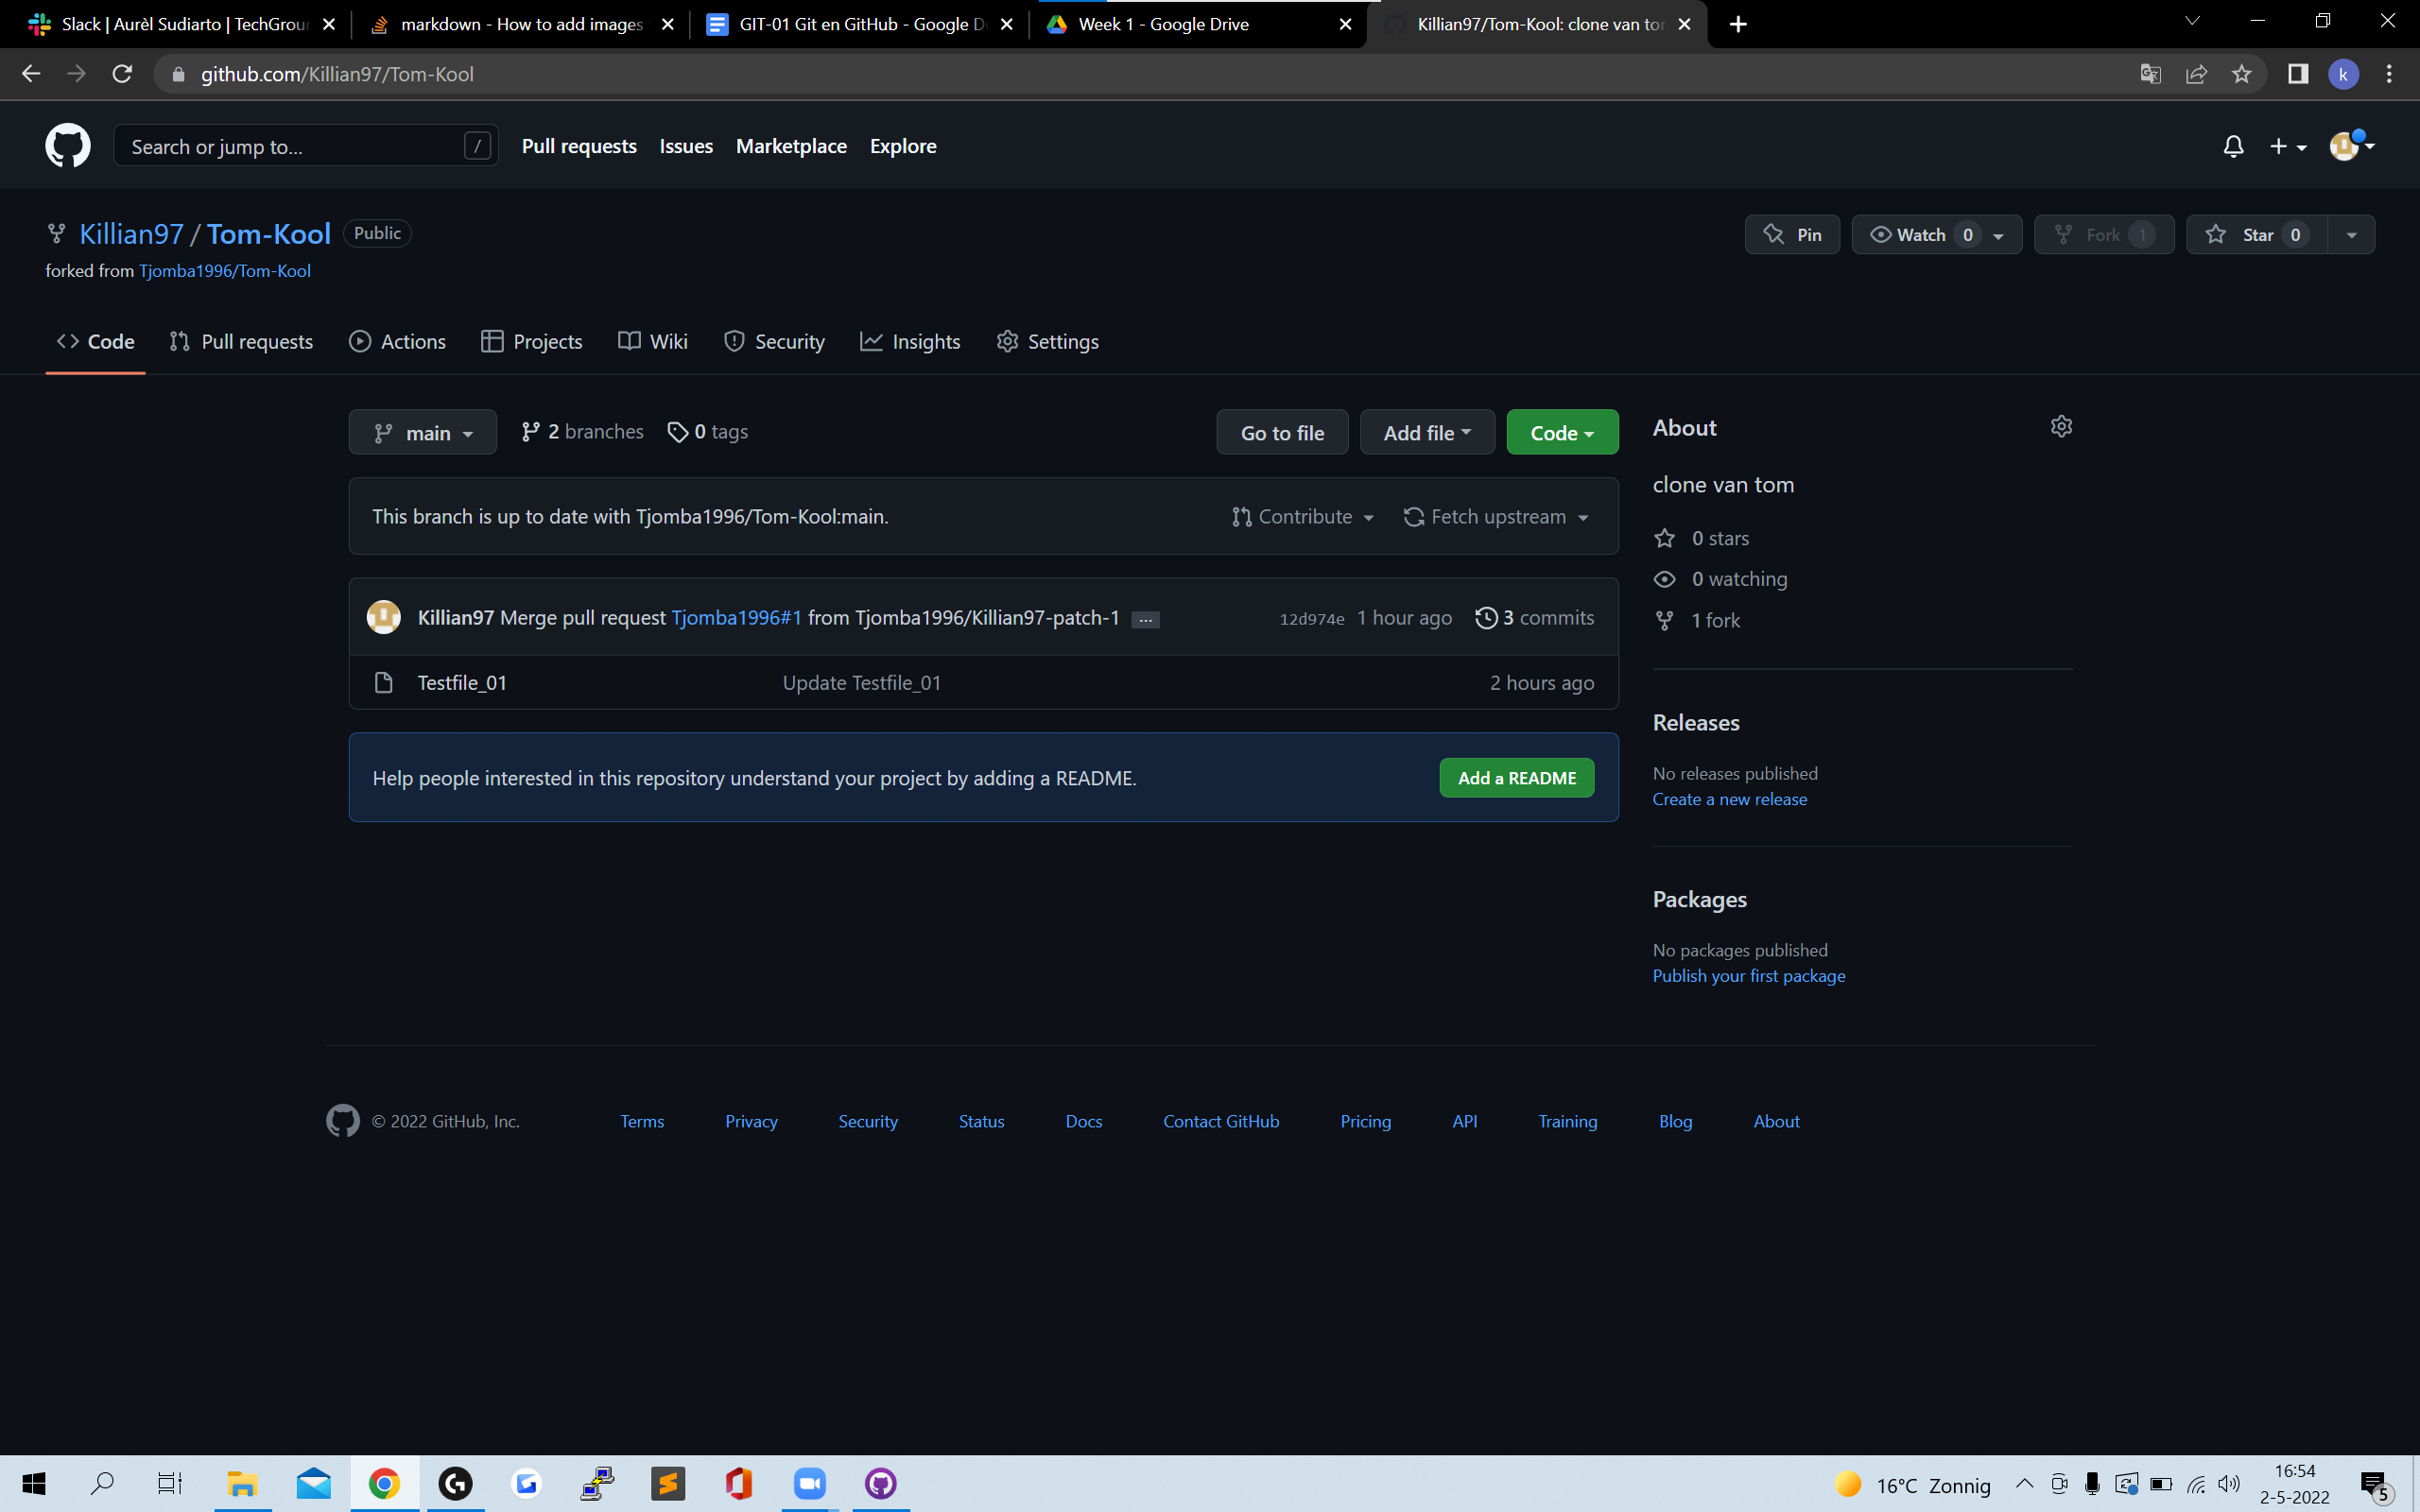 Slack | Aurèl Sudiarto | TechGrour
markdown - How to add images
GIT-01 Git en GitHub - Google D
Week 1 - Google Drive
Killian97/Tom-Kool: clone van tor
github.com/Killian97/Tom-Kool
k
Search or jump to...
/
Pull requests
Issues
Marketplace
Explore
Killian97 / Tom-Kool
Public
Pin
Watch 0
Fork 1
Star 0
forked from Tjomba1996/Tom-Kool
Code
Pull requests
Actions
Projects
Wiki
Security
Insights
Settings
main
2 branches
0 tags
Go to file
Add file
Code
This branch is up to date with Tjomba1996/Tom-Kool:main.
Contribute
Fetch upstream
Killian97 Merge pull request Tjomba1996#1 from Tjomba1996/Killian97-patch-1 ...
12d974e 1 hour ago
3 commits
Testfile_01
Update Testfile_01
2 hours ago
Help people interested in this repository understand your project by adding a README.
Add a README
About
clone van tom
0 stars
0 watching
1 fork
Releases
No releases published
Create a new release
Packages
No packages published
Publish your first package
© 2022 GitHub, Inc.
Terms
Privacy
Security
Status
Docs
Contact GitHub
Pricing
API
Training
Blog
About
16°C Zonnig
16:54
2-5-2022
5